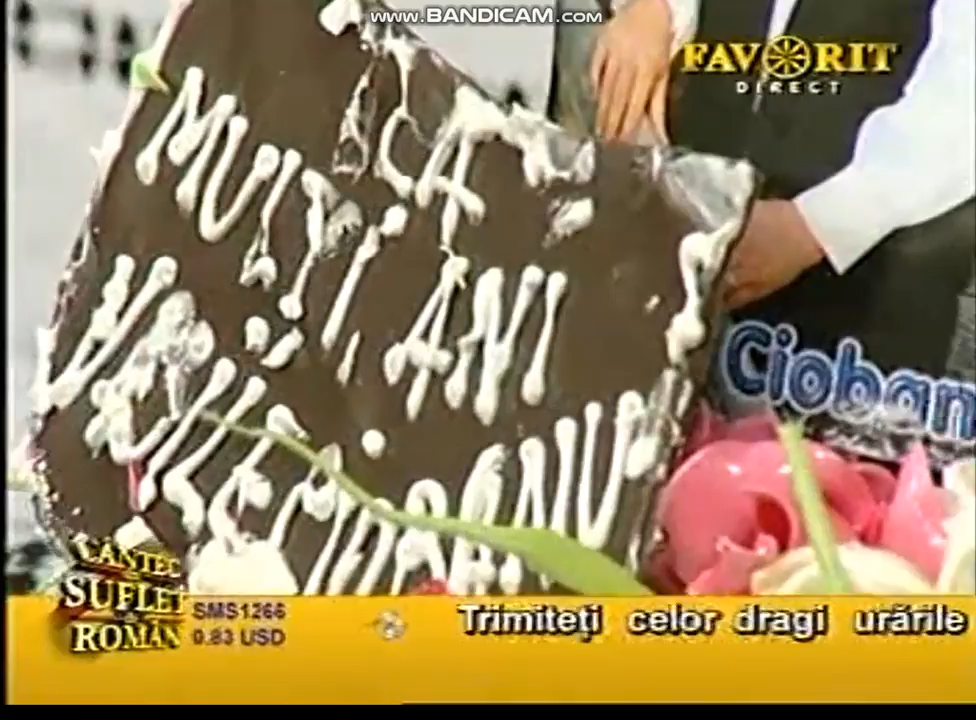 www.BANDICAM.com
FAVORIT
DIRECT
LA
MULȚI ANI
Cioban
CÂNTEC
SUFLET
ROMÂN
SMS1266
0.83 USD
Trimiteți celor dragi urările